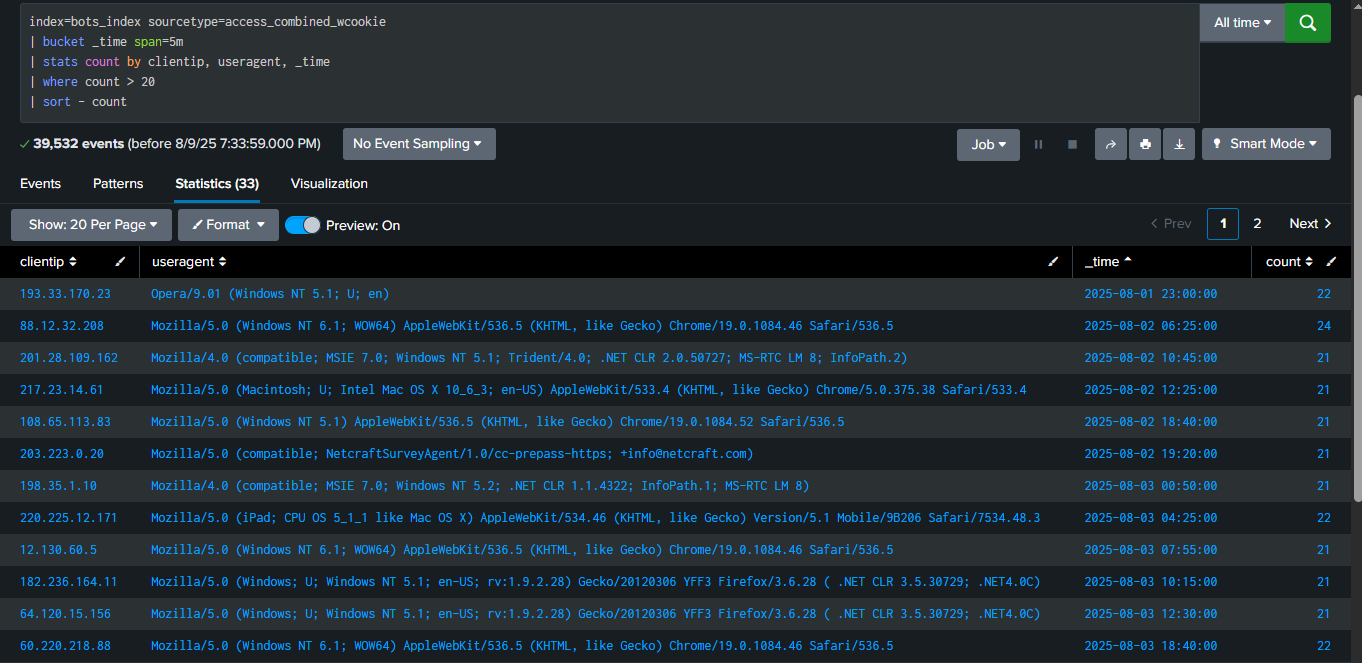 index=bots_index sourcetype=access_combined_wcookie
| bucket _time span=5m
| stats count by clientip, useragent, _time
| where count > 20
| sort - count
All time
39,532 events (before 8/9/25 7:33:59.000 PM)
No Event Sampling
Job
Smart Mode
Events Patterns Statistics (33) Visualization
Show: 20 Per Page Format Preview: On
< Prev 1 2 Next >
clientip useragent _time count
193.33.170.23 Opera/9.01 (Windows NT 5.1; U; en) 2025-08-01 23:00:00 22
88.12.32.208 Mozilla/5.0 (Windows NT 6.1; WOW64) AppleWebKit/536.5 (KHTML, like Gecko) Chrome/19.0.1084.46 Safari/536.5 2025-08-02 06:25:00 24
201.28.109.162 Mozilla/4.0 (compatible; MSIE 7.0; Windows NT 5.1; Trident/4.0; .NET CLR 2.0.50727; MS-RTC LM 8; InfoPath.2) 2025-08-02 10:45:00 21
217.23.14.61 Mozilla/5.0 (Macintosh; U; Intel Mac OS X 10_6_3; en-US) AppleWebKit/533.4 (KHTML, like Gecko) Chrome/5.0.375.38 Safari/533.4 2025-08-02 12:25:00 21
108.65.113.83 Mozilla/5.0 (Windows NT 5.1) AppleWebKit/536.5 (KHTML, like Gecko) Chrome/19.0.1084.52 Safari/536.5 2025-08-02 18:40:00 21
203.223.0.20 Mozilla/5.0 (compatible; NetcraftSurveyAgent/1.0/cc-prepass-https; +info@netcraft.com) 2025-08-02 19:20:00 21
198.35.1.10 Mozilla/4.0 (compatible; MSIE 7.0; Windows NT 5.2; .NET CLR 1.1.4322; InfoPath.1; MS-RTC LM 8) 2025-08-03 00:50:00 21
220.225.12.171 Mozilla/5.0 (iPad; CPU OS 5_1_1 like Mac OS X) AppleWebKit/534.46 (KHTML, like Gecko) Version/5.1 Mobile/9B206 Safari/7534.48.3 2025-08-03 04:25:00 22
12.130.60.5 Mozilla/5.0 (Windows NT 6.1; WOW64) AppleWebKit/536.5 (KHTML, like Gecko) Chrome/19.0.1084.46 Safari/536.5 2025-08-03 07:55:00 21
182.236.164.11 Mozilla/5.0 (Windows; U; Windows NT 5.1; en-US; rv:1.9.2.28) Gecko/20120306 YFF3 Firefox/3.6.28 ( .NET CLR 3.5.30729; .NET4.0C) 2025-08-03 10:15:00 21
64.120.15.156 Mozilla/5.0 (Windows; U; Windows NT 5.1; en-US; rv:1.9.2.28) Gecko/20120306 YFF3 Firefox/3.6.28 ( .NET CLR 3.5.30729; .NET4.0C) 2025-08-03 12:30:00 21
60.220.218.88 Mozilla/5.0 (Windows NT 6.1; WOW64) AppleWebKit/536.5 (KHTML, like Gecko) Chrome/19.0.1084.46 Safari/536.5 2025-08-03 18:40:00 22